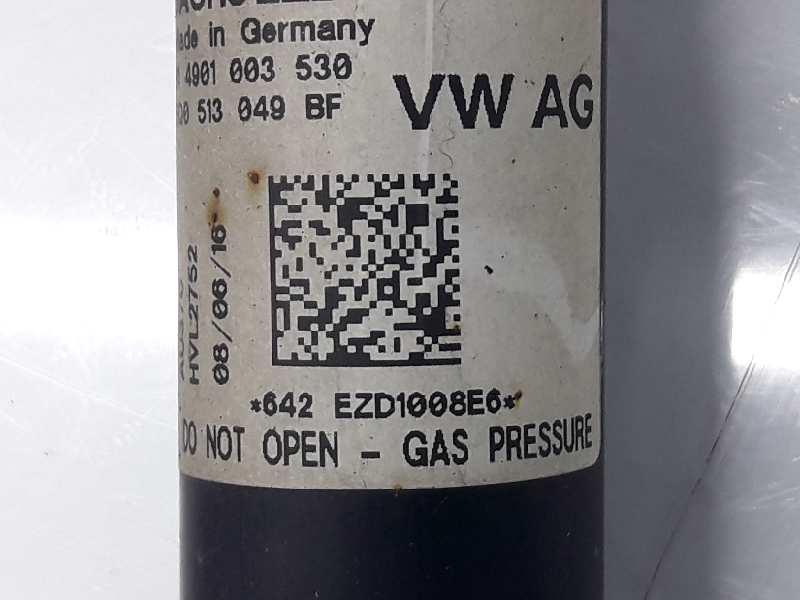 Made in Germany
4901 003 530
513 049 BF
VW AG
HVL2752
08/06/16
*642 EZD1008E6*
DO NOT OPEN - GAS PRESSURE